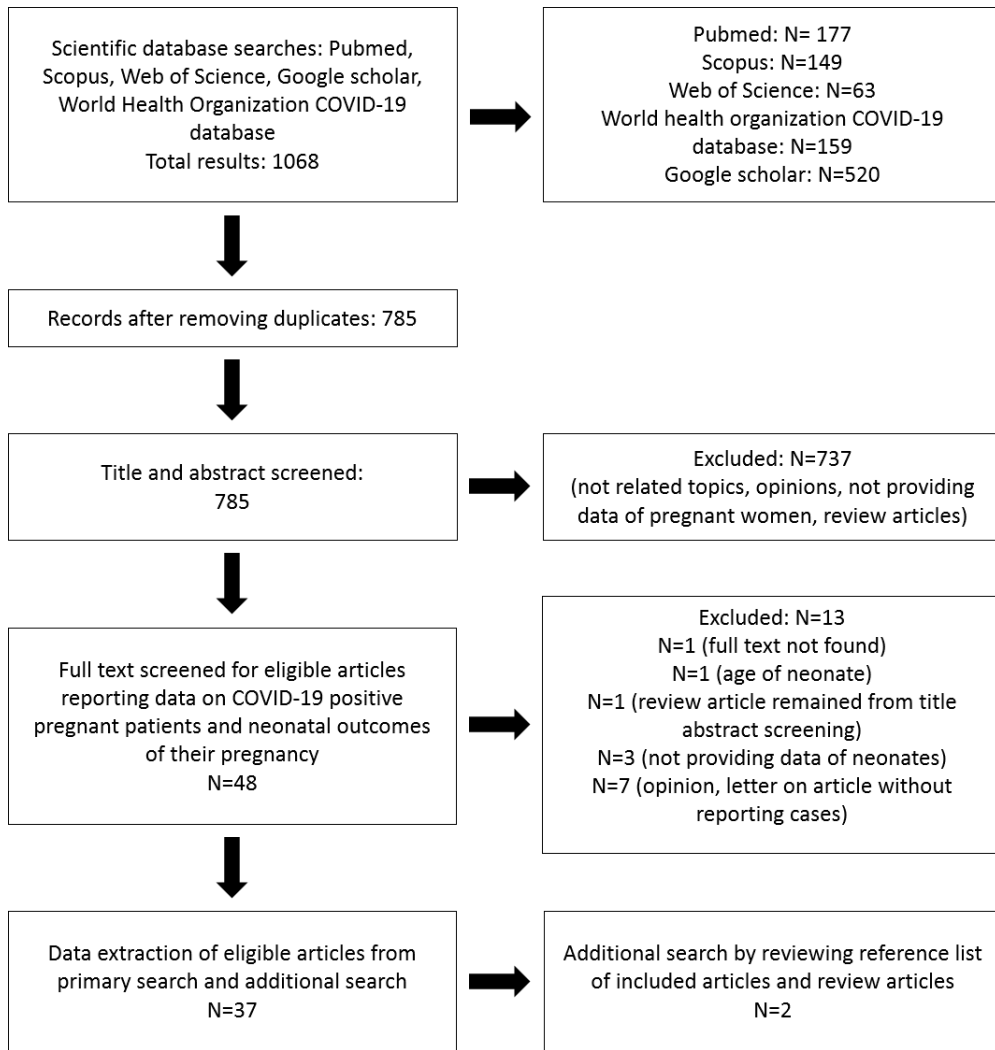 Scientific database searches: Pubmed,
Scopus, Web of Science, Google scholar,
World Health Organization COVID-19
database
Total results: 1068
Pubmed: N= 177
Scopus: N=149
Web of Science: N=63
World health organization COVID-19
database: N=159
Google scholar: N=520
Records after removing duplicates: 785
Title and abstract screened:
785
Excluded: N=737
(not related topics, opinions, not providing
data of pregnant women, review articles)
Full text screened for eligible articles
reporting data on COVID-19 positive
pregnant patients and neonatal outcomes
of their pregnancy
N=48
Excluded: N=13
N=1 (full text not found)
N=1 (age of neonate)
N=1 (review article remained from title
abstract screening)
N=3 (not providing data of neonates)
N=7 (opinion, letter on article without
reporting cases)
Data extraction of eligible articles from
primary search and additional search
N=37
Additional search by reviewing reference list
of included articles and review articles
N=2